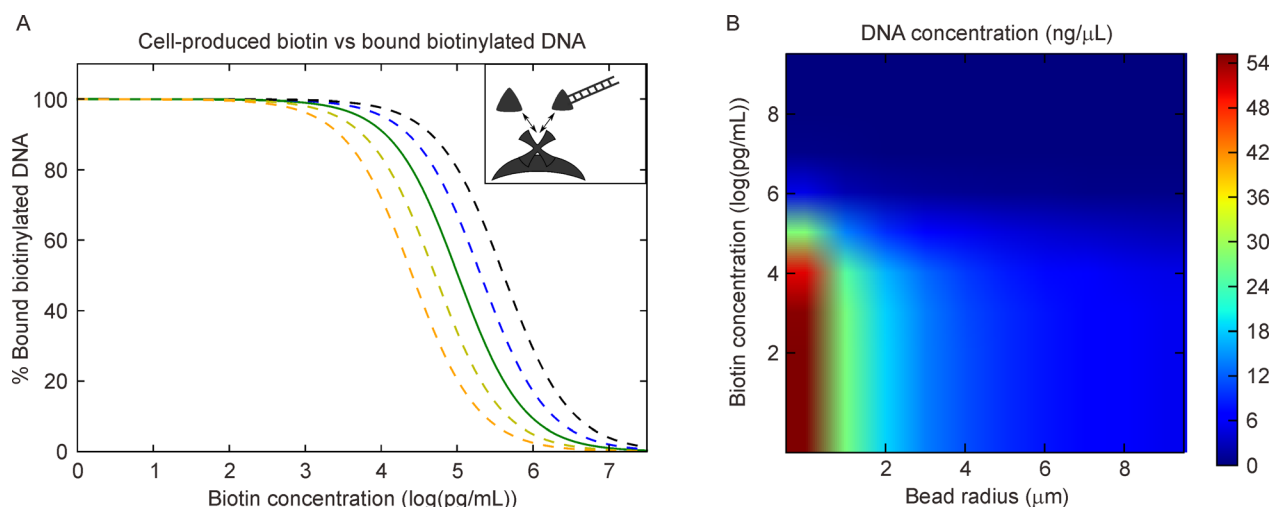 A
Cell-produced biotin vs bound biotinylated DNA
% Bound biotinylated DNA
100
80
60
40
20
0
0 1 2 3 4 5 6 7
Biotin concentration (log(pg/mL))
B
DNA concentration (ng/μL)
Biotin concentration (log(pg/mL))
8
6
4
2
2 4 6 8
Bead radius (μm)
54
48
42
36
30
24
18
12
6
0